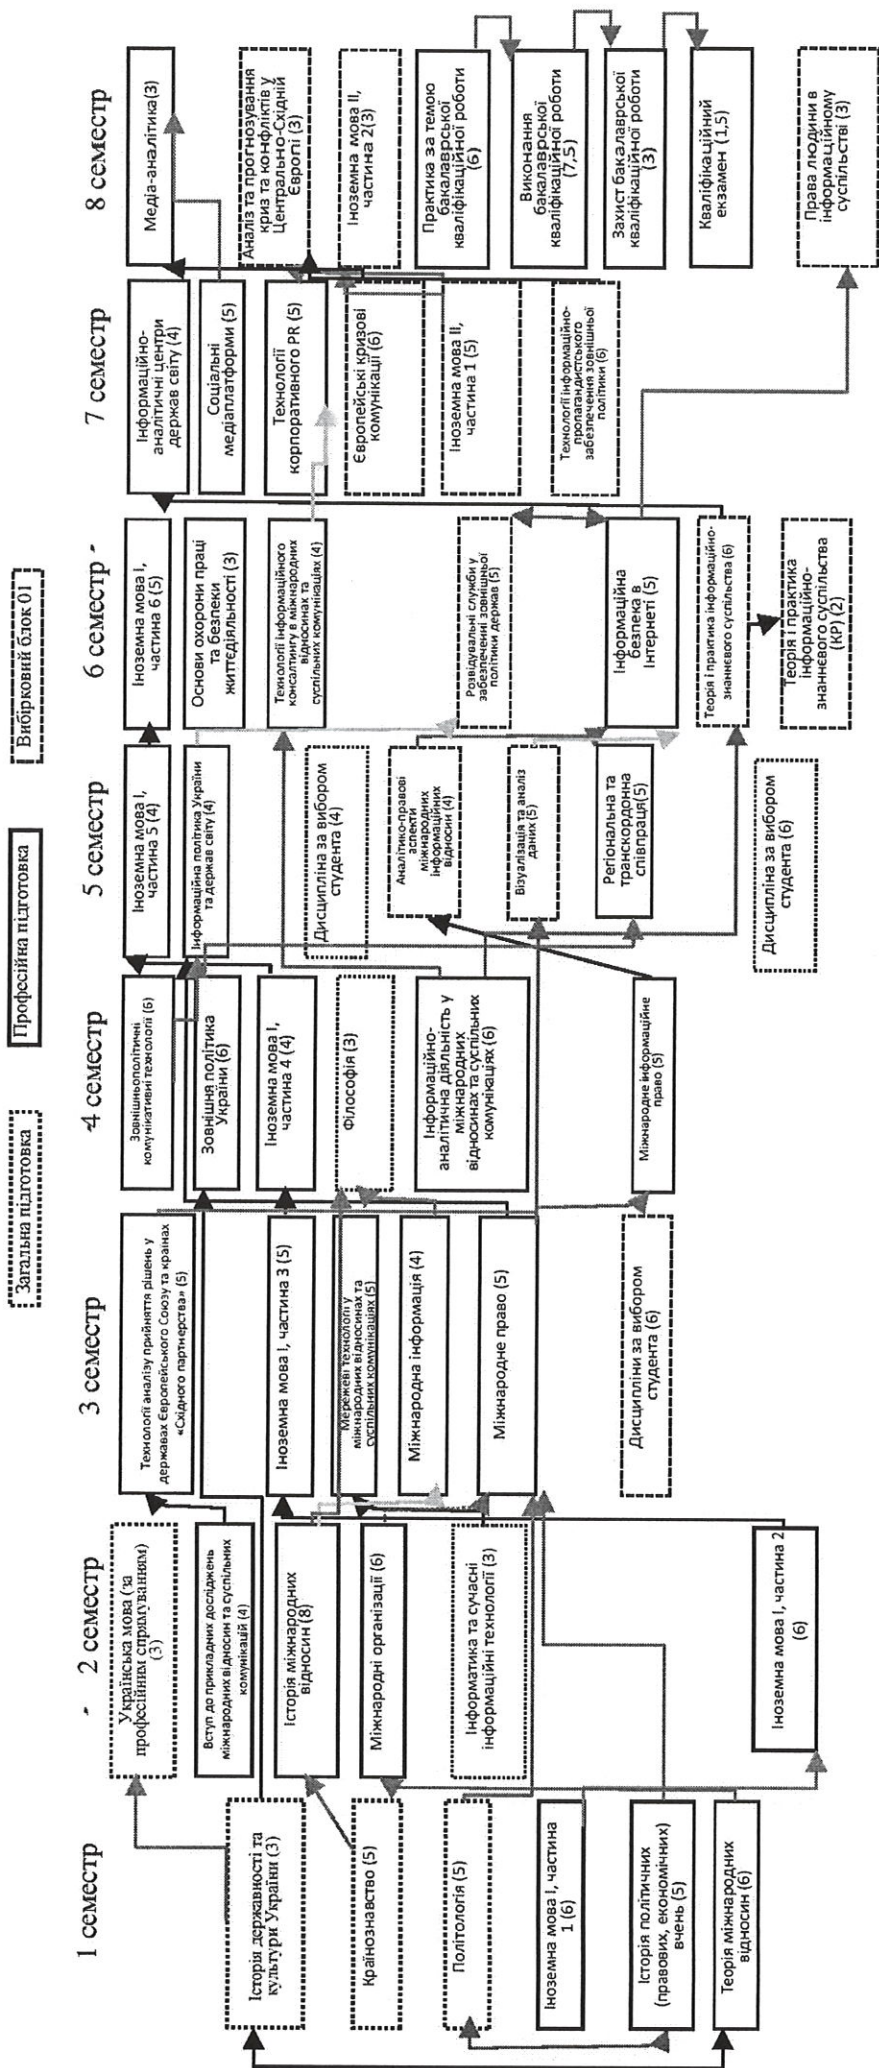 Загальна підготовка
Професійна підготовка
Вибірковий блок 01
1 семестр
Історія державності та
культури України (3)
Країнознавство (5)
Політологія (5)
Іноземна мова І, частина
1 (6)
Історія політичних
(правових, економічних)
вчень (5)
Теорія міжнародних
відносин (6)
- 2 семестр
Українська мова (за
професійним спрямуванням)
(3)
Вступ до прикладних досліджень
міжнародних відносин та суспільних
комунікацій (4)
Історія міжнародних
відносин (8)
Міжнародні організації (6)
Інформатика та сучасні
інформаційні технології (3)
Іноземна мова І, частина 2
(6)
3 семестр
Технології аналізу прийняття рішень у
державах Європейського Союзу та країнах
«Східного партнерства» (5)
Іноземна мова І, частина 3 (5)
Мережеві технології у
міжнародних відносинах та
суспільних комунікаціях (5)
Міжнародна інформація (4)
Міжнародне право (5)
Дисципліни за вибором
студента (6)
4 семестр
Зовнішньополітичні
комунікативні технології (6)
Зовнішня політика
України (6)
Іноземна мова І,
частина 4 (4)
Філософія (3)
Інформаційно-
аналітична діяльність у
міжнародних
відносинах та суспільних
комунікаціях (6)
Міжнародне інформаційне
право (5)
5 семестр
Іноземна мова І,
частина 5 (4)
Інформаційна політика України
та держав світу (4)
Дисципліна за вибором
студента (4)
Аналітико-правові
аспекти
міжнародних
інформаційних
відносин (4)
Візуалізація та аналіз
даних (5)
Регіональна та
транскордонна
співпраця(5)
Дисципліна за вибором
студента (6)
6 семестр -
Іноземна мова І,
частина 6 (5)
Основи охорони праці
та безпеки
життєдіяльності (3)
Технології інформаційного
консалтингу в міжнародних
відносинах та
суспільних комунікаціях (4)
Розвідувальні служби у
забезпеченні зовнішньої
політики держав (5)
Інформаційна
безпека в
Інтернеті (5)
Теорія і практика інформаційно-
знаннєвого суспільства (6)
Теорія і практика
інформаційно-
знаннєвого суспільства
(КР) (2)
7 семестр
Інформаційно-
аналітичні центри
держав світу (4)
Соціальні
медіаплатформи (5)
Технології
корпоративного PR (5)
Європейські кризові
комунікації (6)
Іноземна мова ІІ,
частина 1 (5)
Технології інформаційно-
пропагандистського
забезпечення зовнішньої
політики (6)
8 семестр
Медіа-аналітика(3)
Аналіз та прогнозування
криз та конфліктів у
Центрально-Східній
Європі (3)
Іноземна мова ІІ,
частина 2(3)
Практика за темою
бакалаврської
кваліфікаційної роботи
(6)
Виконання
бакалаврської
кваліфікаційної роботи
(7,5)
Захист бакалаврської
кваліфікаційної роботи
(3)
Кваліфікаційний
екзамен (1,5)
Права людини в
інформаційному
суспільстві (3)